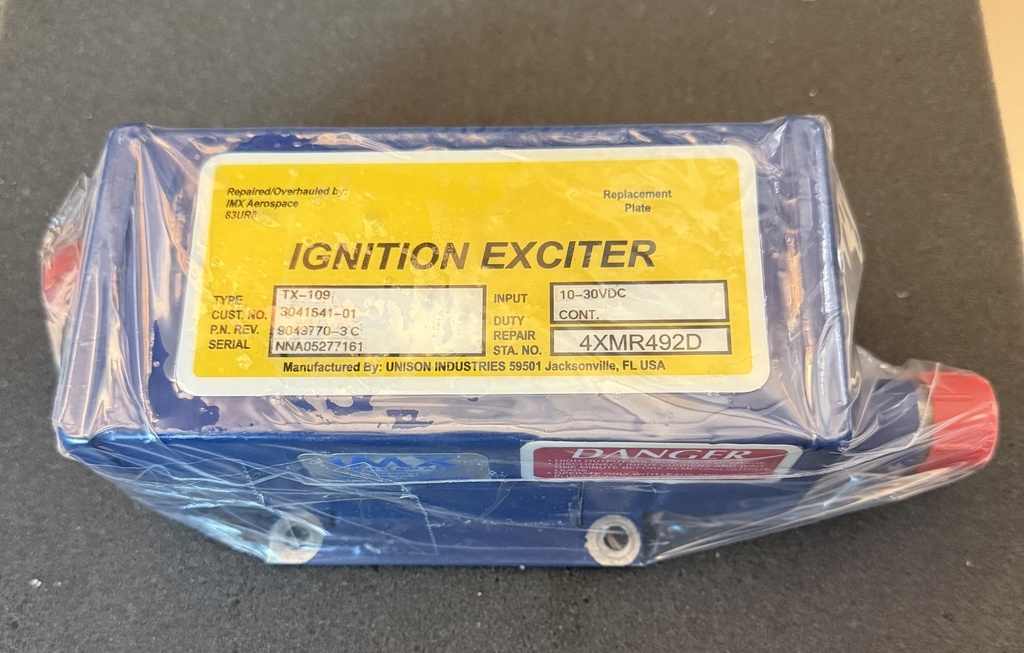 Repaired/Overhauled by:
IMX Aerospace
83UR8
Replacement
Plate
IGNITION EXCITER
TYPE TX-109
CUST. NO. 3041641-01
P.N. REV. 9049770-3 C
SERIAL NNA05277161
INPUT 10-30VDC
DUTY CONT.
REPAIR
STA. NO. 4XMR492D
Manufactured By: UNISON INDUSTRIES 59501 Jacksonville, FL USA
IMX
DANGER